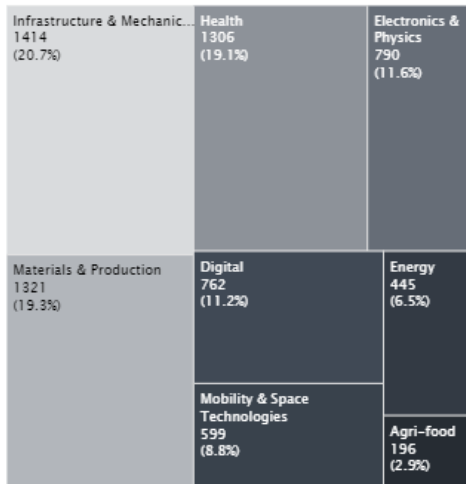 Infrastructure & Mechanic...
1414
(20.7%)
Health
1306
(19.1%)
Electronics &
Physics
790
(11.6%)
Materials & Production
1321
(19.3%)
Digital
762
(11.2%)
Energy
445
(6.5%)
Mobility & Space
Technologies
599
(8.8%)
Agri-food
196
(2.9%)